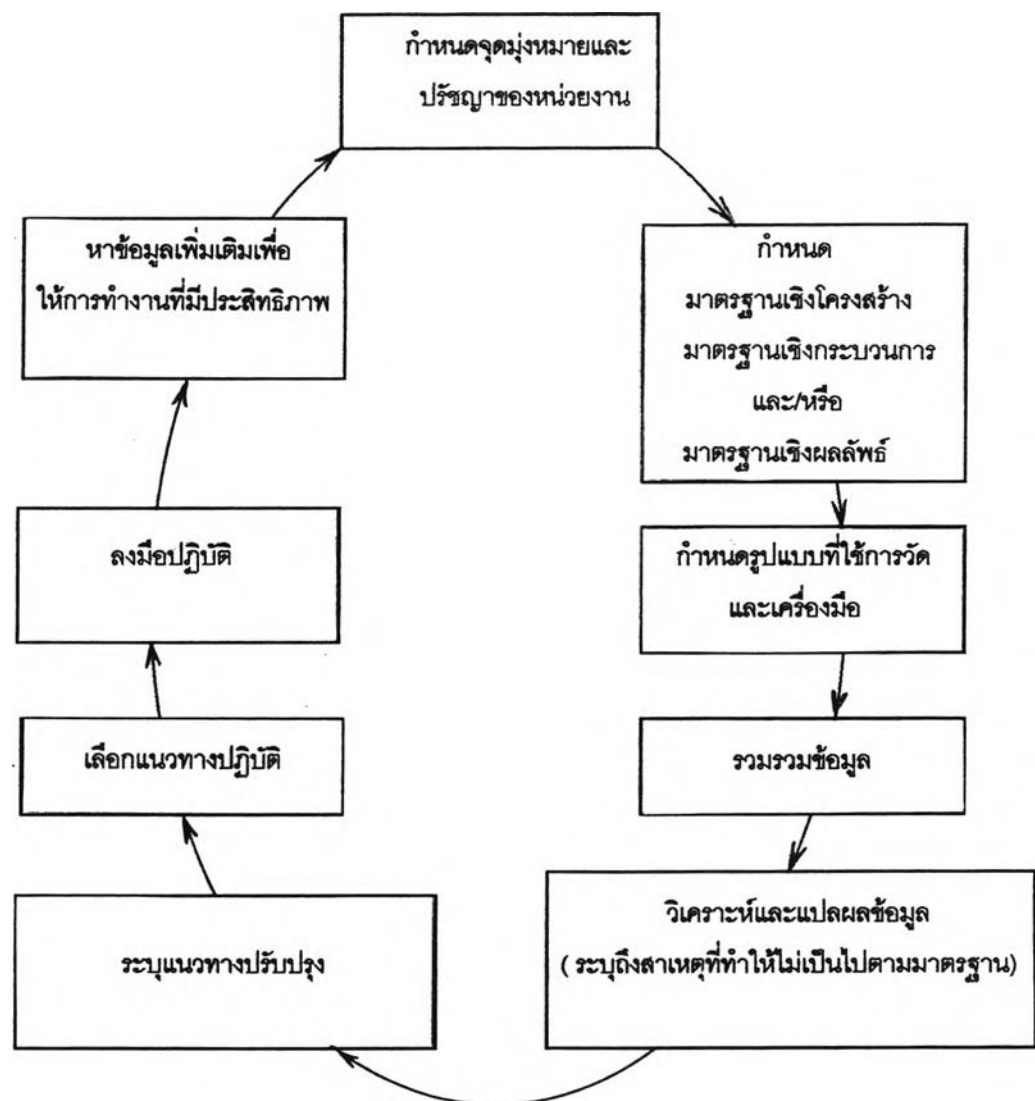 กำหนดจุดมุ่งหมายและ
ปรัชญาของหน่วยงาน
กำหนด
มาตรฐานเชิงโครงสร้าง
มาตรฐานเชิงกระบวนการ
และ/หรือ
มาตรฐานเชิงผลลัพธ์
กำหนดรูปแบบที่ใช้การวัด
และเครื่องมือ
รวมรวมข้อมูล
วิเคราะห์และแปลผลข้อมูล
( ระบุถึงสาเหตุที่ทำให้ไม่เป็นไปตามมาตรฐาน)
ระบุแนวทางปรับปรุง
เลือกแนวทางปฏิบัติ
ลงมือปฏิบัติ
หาข้อมูลเพิ่มเติมเพื่อ
ให้การทำงานที่มีประสิทธิภาพ